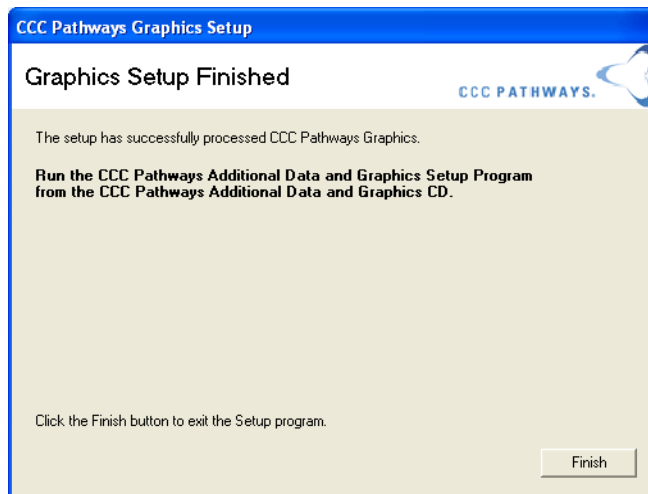 CCC Pathways Graphics Setup
Graphics Setup Finished
CCC PATHWAYS.
The setup has successfully processed CCC Pathways Graphics.
Run the CCC Pathways Additional Data and Graphics Setup Program
from the CCC Pathways Additional Data and Graphics CD.
Click the Finish button to exit the Setup program.
Finish